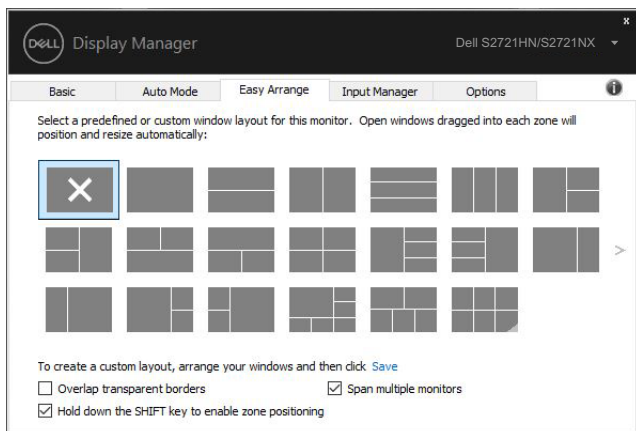 x
DELL Display Manager Dell S2721HN/S2721NX
Basic Auto Mode Easy Arrange Input Manager Options
Select a predefined or custom window layout for this monitor. Open windows dragged into each zone will
position and resize automatically:
To create a custom layout, arrange your windows and then click Save
Overlap transparent borders Span multiple monitors
Hold down the SHIFT key to enable zone positioning